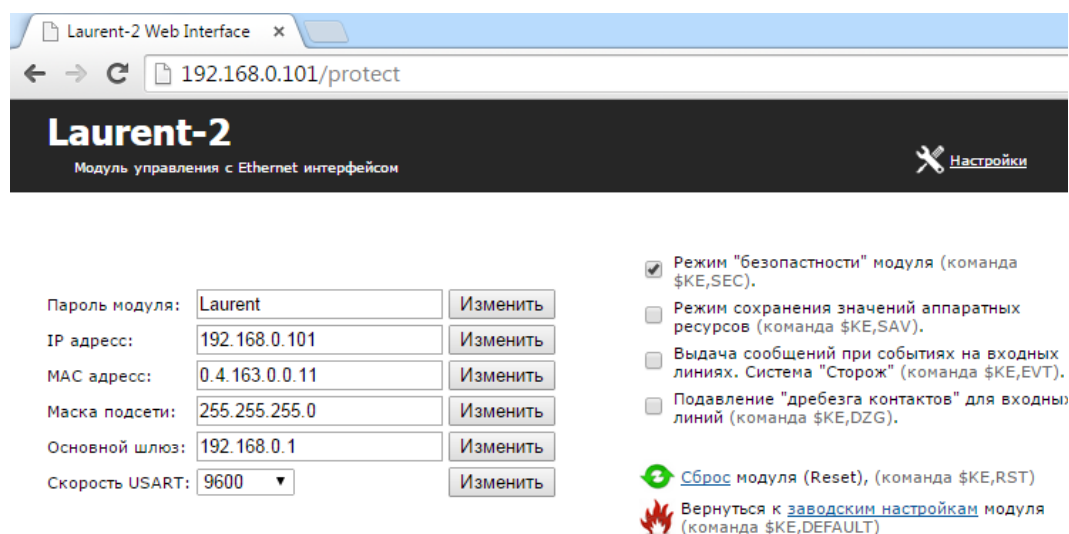 Laurent-2 Web Interface
192.168.0.101/protect
Laurent-2
Модуль управления с Ethernet интерфейсом
Настройки
Пароль модуля: Laurent Изменить
IP адресс: 192.168.0.101 Изменить
MAC адресс: 0.4.163.0.0.11 Изменить
Маска подсети: 255.255.255.0 Изменить
Основной шлюз: 192.168.0.1 Изменить
Скорость USART: 9600 Изменить
Режим "безопастности" модуля (команда
$KE,SEC).
Режим сохранения значений аппаратных
ресурсов (команда $KE,SAV).
Выдача сообщений при событиях на входных
линиях. Система "Сторож" (команда $KE,EVT).
Подавление "дребезга контактов" для входных
линий (команда $KE,DZG).
Сброс модуля (Reset), (команда $KE,RST)
Вернуться к заводским настройкам модуля
(команда $KE,DEFAULT)